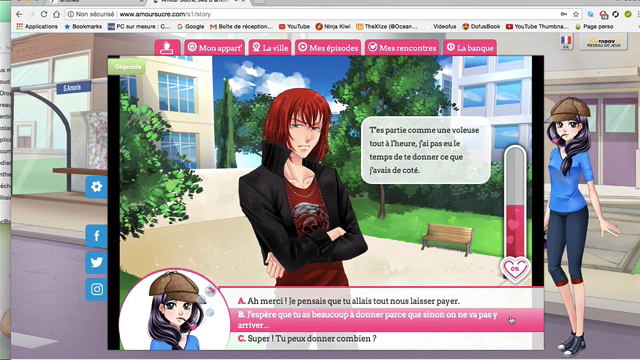 Non sécurisé | www.amoursucre.com/s1/story
Applications
Bookmarks
PC sur mesure : C...
Google
Boîte de réception...
YouTube
Ninja Kiwi
TheXlize (@Ocean...
Videofus
DofusBook
YouTube Thumbna...
Page perso
Mon appart'
La ville
Mes épisodes
Mes rencontres
La banque
FR
RÉSEAU DE JEUX
Objectifs
S.Amoris
T'es partie comme une voleuse
tout à l'heure, j'ai pas eu le
temps de te donner ce que
j'avais de coté.
0%
A. Ah merci ! Je pensais que tu allais tout nous laisser payer.
B. J'espère que tu as beaucoup à donner parce que sinon on ne va pas y
arriver...
C. Super ! Tu peux donner combien ?